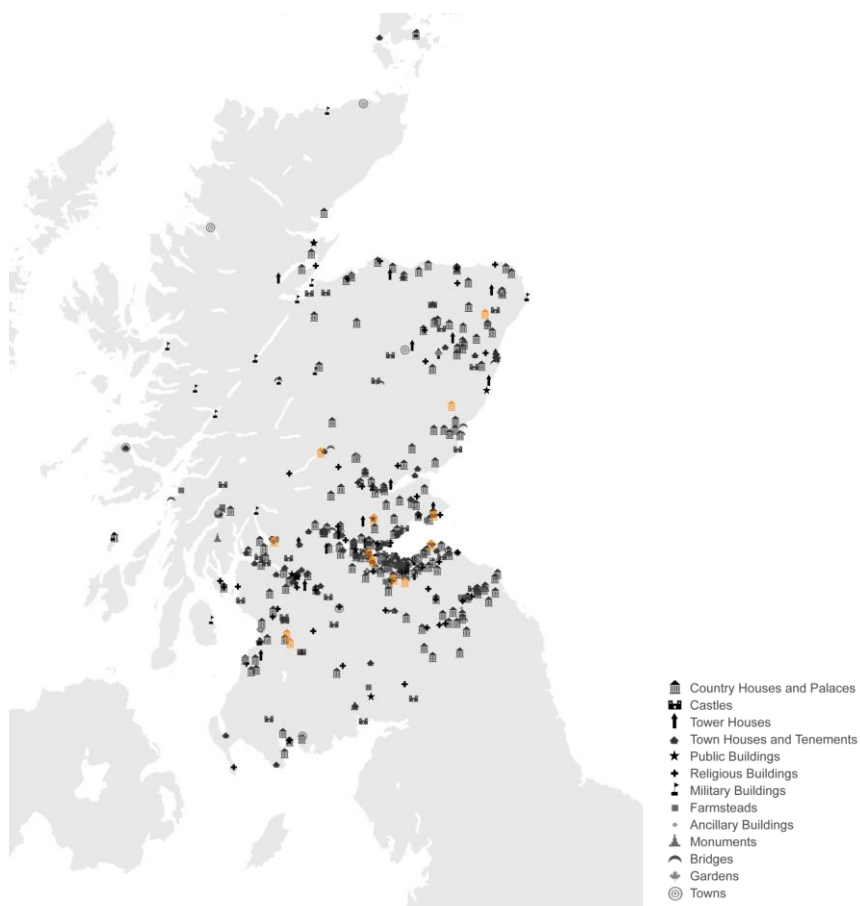 Country Houses and Palaces
Castles
Tower Houses
Town Houses and Tenements
Public Buildings
Religious Buildings
Military Buildings
Farmsteads
Ancillary Buildings
Monuments
Bridges
Gardens
Towns